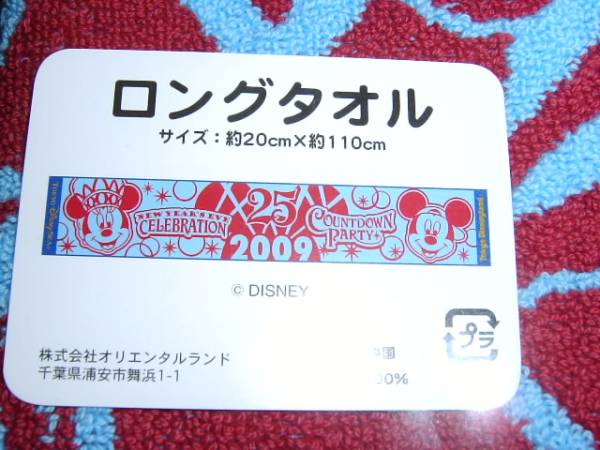 ロングタオル
サイズ：約20cm×約110cm
NEW YEAR'S EVE
CELEBRATION
25
2009
COUNTDOWN
PARTY
Tokyo Disneyland
© DISNEY
プラ
株式会社オリエンタルランド
千葉県浦安市舞浜1-1
国
0%